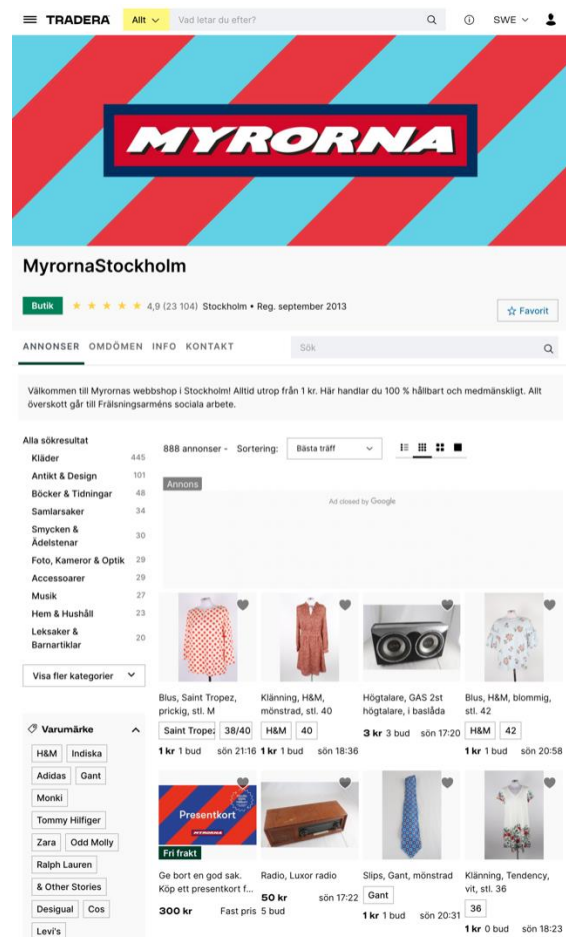 TRADERA Allt Vad letar du efter? SWE
MYRORNA
MyrornaStockholm
Butik 4,9 (23 104) Stockholm • Reg. september 2013
Favorit
ANNONSER OMDÖMEN INFO KONTAKT Sök
Välkommen till Myrornas webbshop i Stockholm! Alltid utrop från 1 kr. Här handlar du 100 % hållbart och medmänskligt. Allt
överskott går till Frälsningsarméns sociala arbete.
Alla sökresultat
Kläder 445
Antikt & Design 101
Böcker & Tidningar 48
Samlarsaker 34
Smycken &
Ädelstenar 30
Foto, Kameror & Optik 29
Accessoarer 29
Musik 27
Hem & Hushåll 23
Leksaker &
Barnartiklar 20
Visa fler kategorier
Varumärke
H&M Indiska
Adidas Gant
Monki
Tommy Hilfiger
Zara Odd Molly
Ralph Lauren
& Other Stories
Desigual Cos
Levi's
888 annonser - Sortering: Bästa träff
Annons
Ad closed by Google
Blus, Saint Tropez,
prickig, stl. M
Saint Tropez 38/40
1 kr 1 bud sön 21:16
Klänning, H&M,
mönstrad, stl. 40
H&M 40
1 kr 1 bud sön 18:36
Högtalare, GAS 2st
högtalare, i baslåda
3 kr 3 bud sön 17:20
Blus, H&M, blommig,
stl. 42
H&M 42
1 kr 1 bud sön 20:58
Presentkort
MYRORNA
Fri frakt
Ge bort en god sak.
Köp ett presentkort f...
300 kr Fast pris
Radio, Luxor radio
50 kr sön 17:22
5 bud
Slips, Gant, mönstrad
Gant
1 kr 1 bud sön 20:31
Klänning, Tendency,
vit, stl. 36
36
1 kr 0 bud sön 18:23